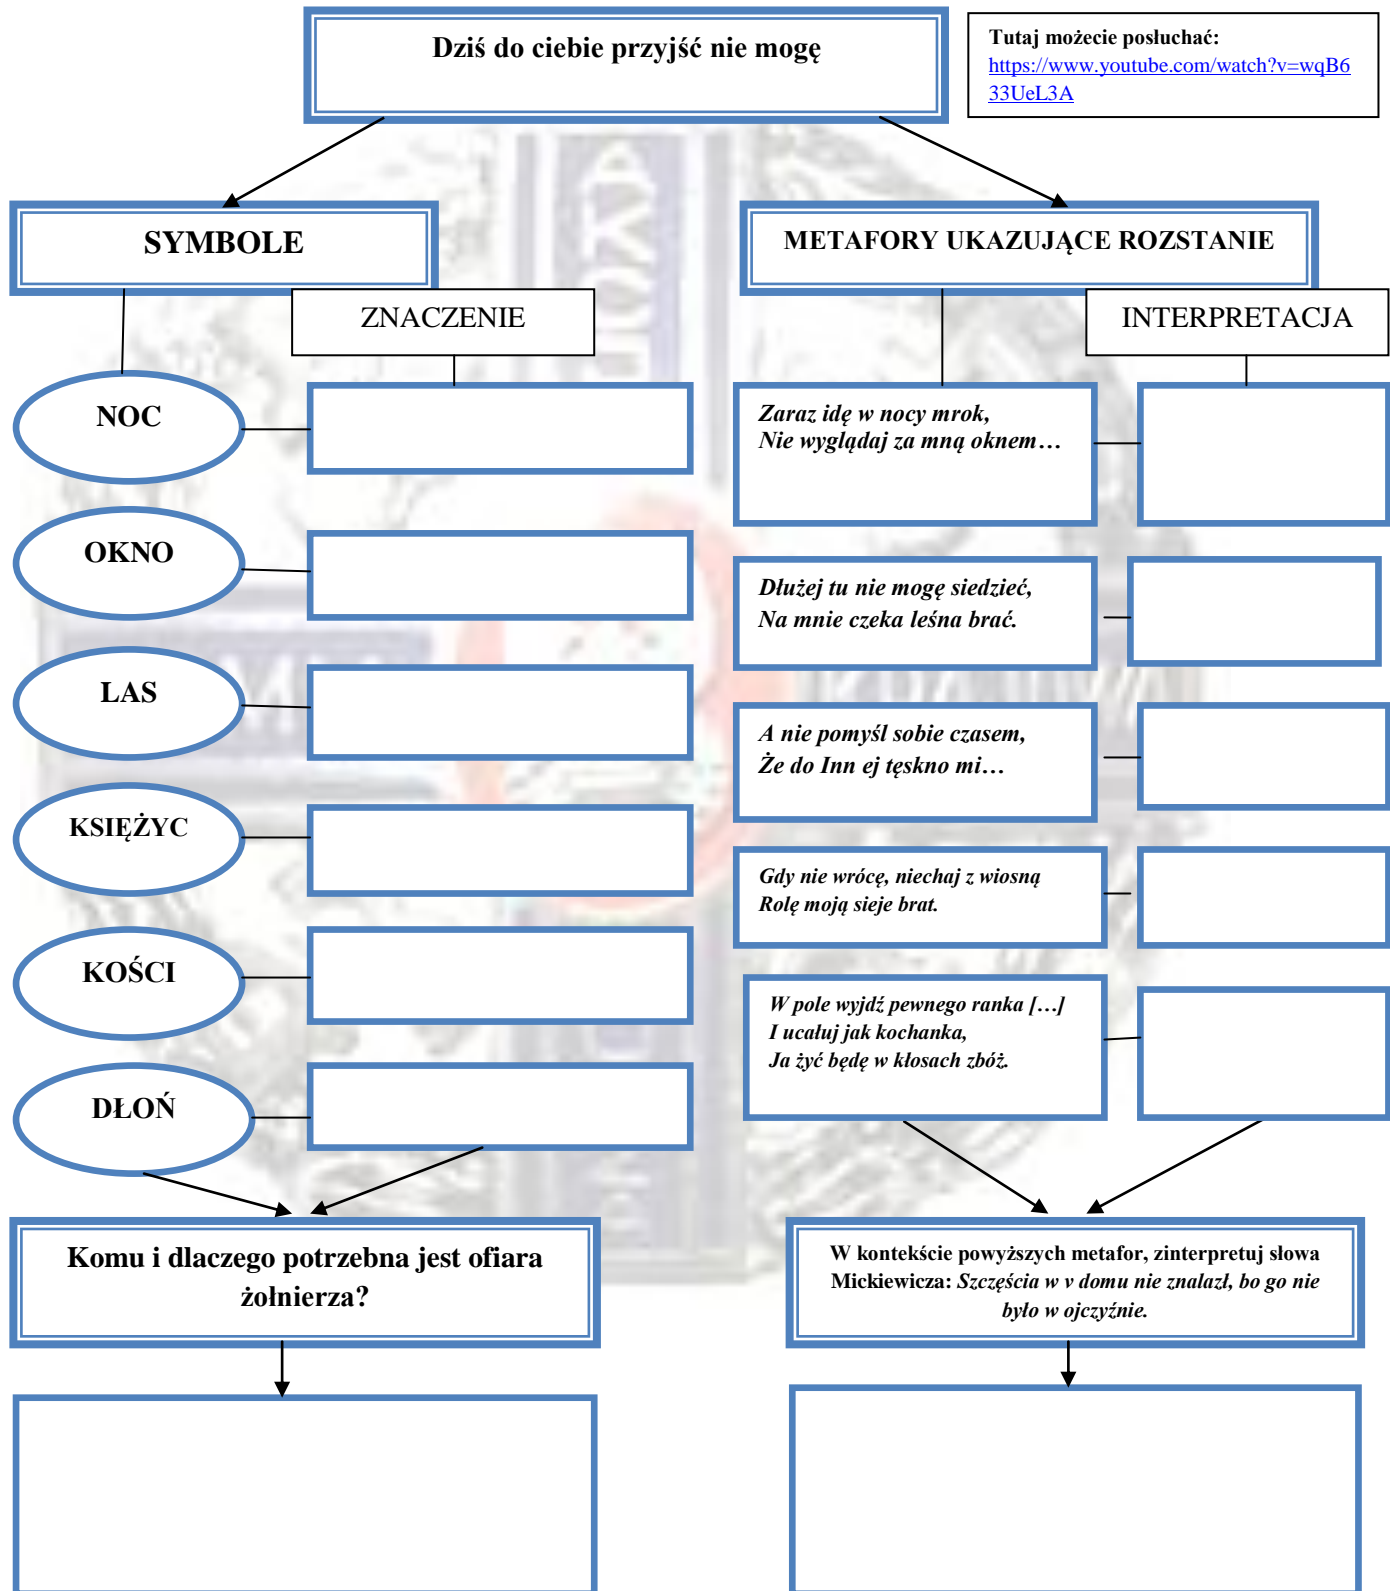 Dziś do ciebie przyjść nie mogę
Tutaj możecie posłuchać:
https://www.youtube.com/watch?v=wqB6
33UeL3A
SYMBOLE
ZNACZENIE
NOC
OKNO
LAS
KSIĘŻYC
KOŚCI
DŁOŃ
Komu i dlaczego potrzebna jest ofiara
żołnierza?
METAFORY UKAZUJĄCE ROZSTANIE
INTERPRETACJA
Zaraz idę w nocy mrok,
Nie wyglądaj za mną oknem…
Dłużej tu nie mogę siedzieć,
Na mnie czeka leśna brać.
A nie pomyśl sobie czasem,
Że do Inn ej tęskno mi…
Gdy nie wrócę, niechaj z wiosną
Rolę moją sieje brat.
W pole wyjdź pewnego ranka […]
I ucałuj jak kochanka,
Ja żyć będę w kłosach zbóż.
W kontekście powyższych metafor, zinterpretuj słowa
Mickiewicza: Szczęścia w v domu nie znalazł, bo go nie
było w ojczyźnie.